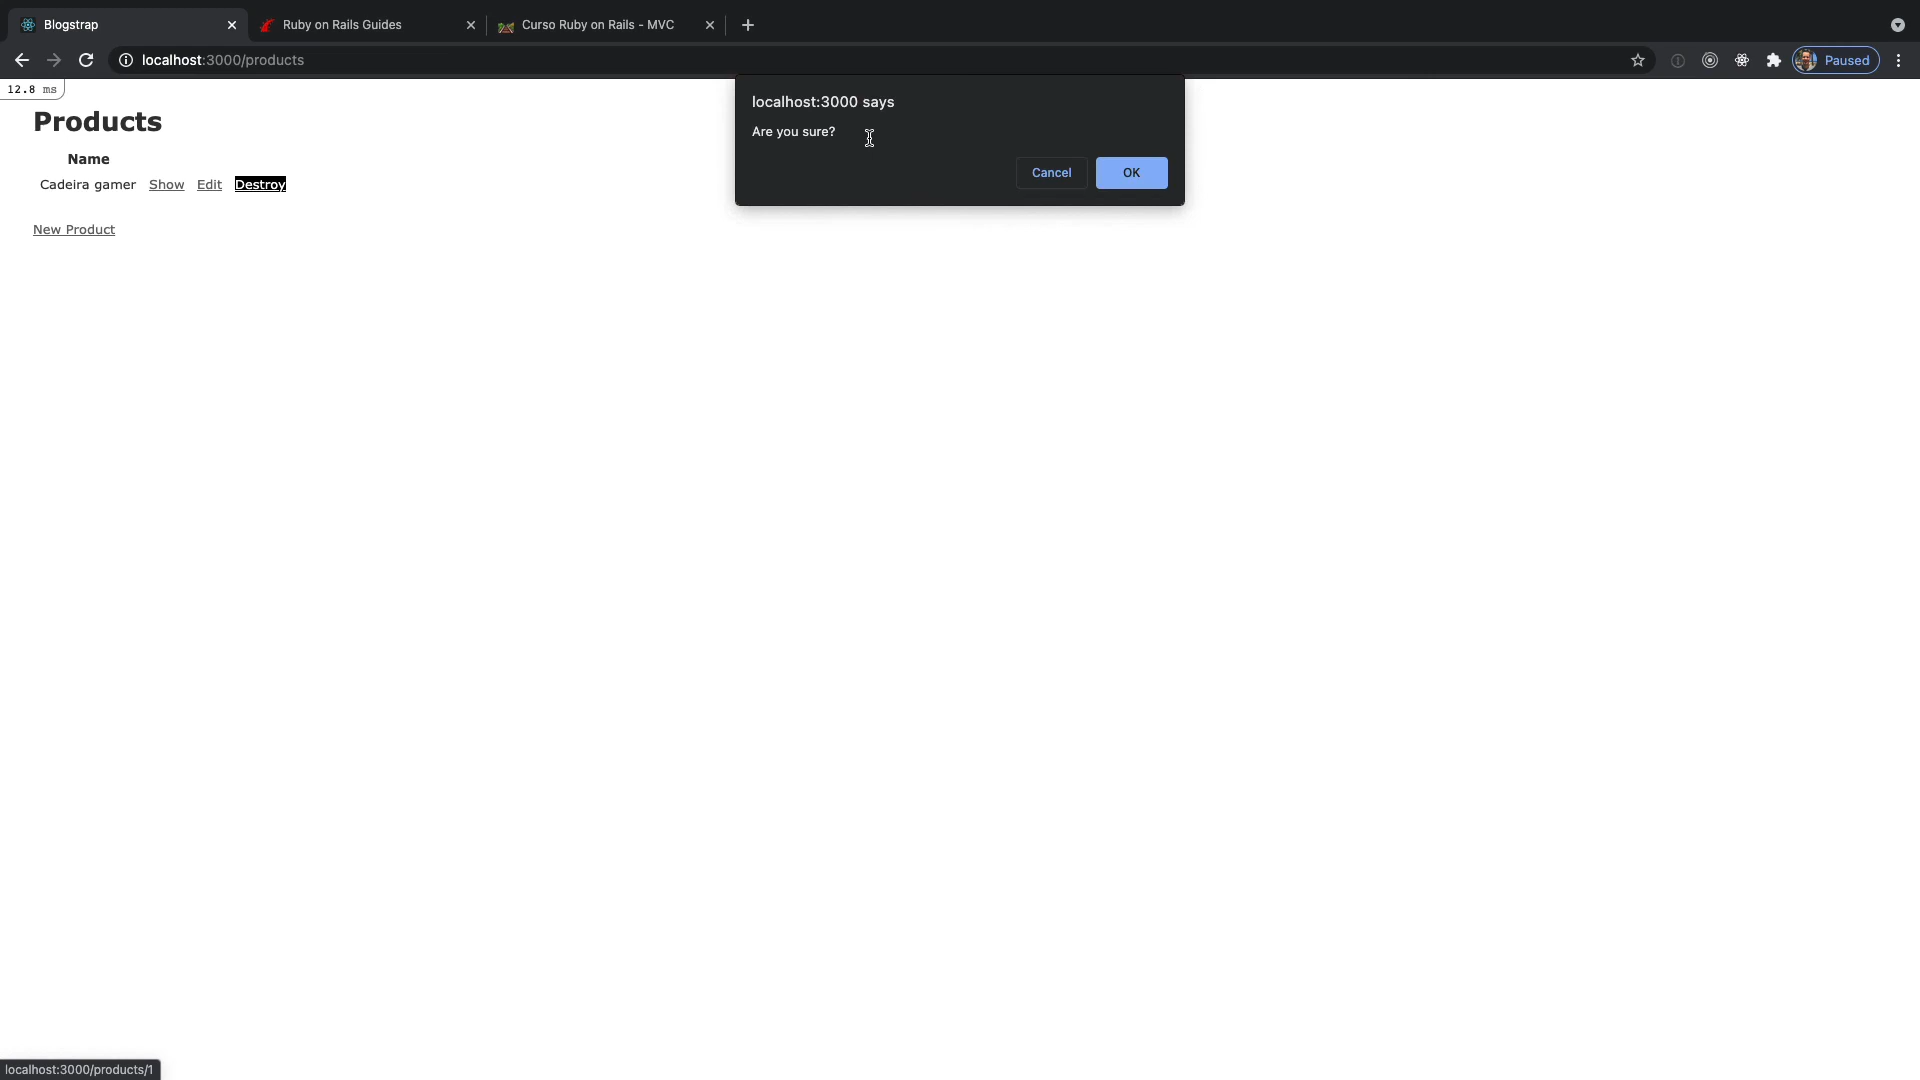 Blogstrap
Ruby on Rails Guides
Curso Ruby on Rails - MVC
localhost:3000/products
Paused
12.8 ms
localhost:3000 says
Are you sure?
Cancel
OK
Products
Name
Cadeira gamer Show Edit Destroy
New Product
localhost:3000/products/1